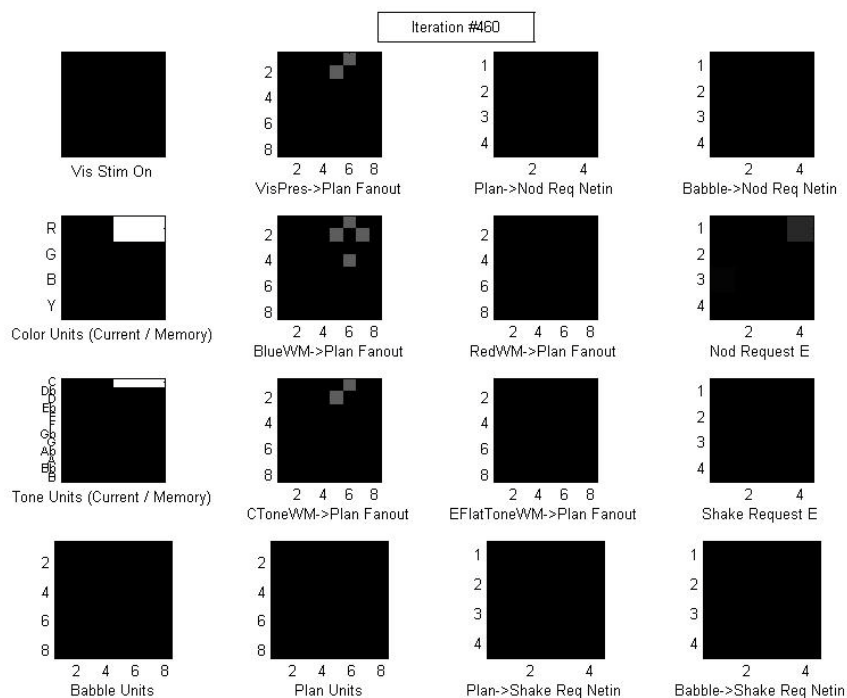 Iteration #460
2
4
6
8
1
2
3
4
1
2
3
4
Vis Stim On
2 4 6 8
VisPres->Plan Fanout
2 4
Plan->Nod Req Netin
2 4
Babble->Nod Req Netin
R
G
B
Y
Color Units (Current / Memory)
2
4
6
8
2 4 6 8
BlueWM->Plan Fanout
2
4
6
8
2 4 6 8
RedWM->Plan Fanout
1
2
3
4
2 4
Nod Request E
C
Db
D
Eb
E
F
Gb
G
Ab
A
Bb
B
Tone Units (Current / Memory)
2
4
6
8
2 4 6 8
CToneWM->Plan Fanout
2
4
6
8
2 4 6 8
EFlatToneWM->Plan Fanout
1
2
3
4
2 4
Shake Request E
2
4
6
8
2 4 6 8
Babble Units
2
4
6
8
2 4 6 8
Plan Units
1
2
3
4
2 4
Plan->Shake Req Netin
1
2
3
4
2 4
Babble->Shake Req Netin